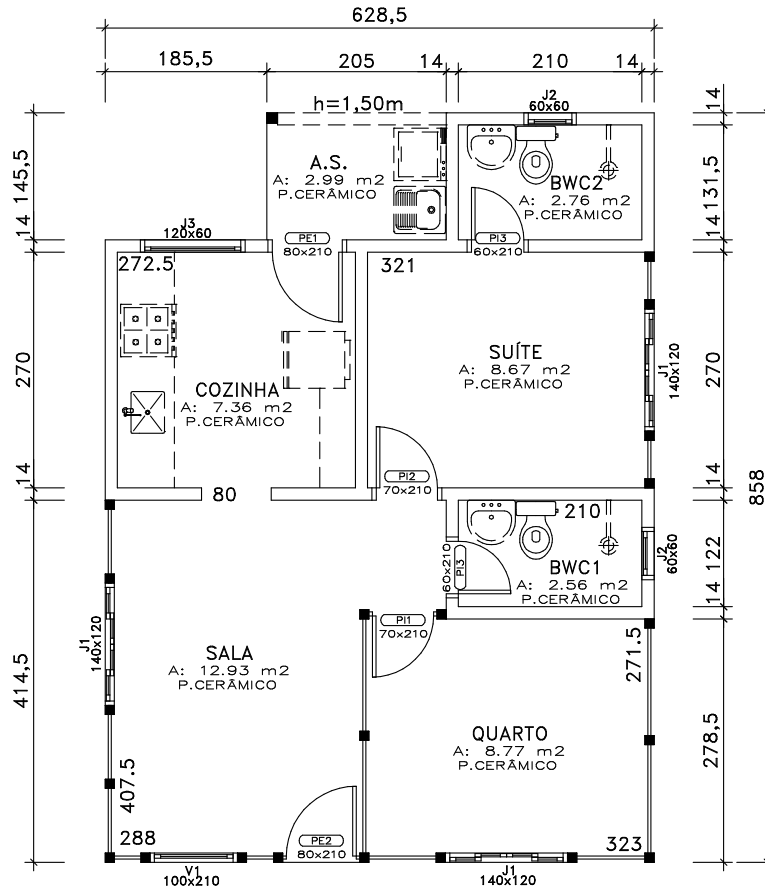 628,5
185,5
205
14
210
14
h=1,50m
J2
60x60
14
A.S.
A: 2.99 m2
P.CERÂMICO
BWC2
A: 2.76 m2
P.CERÂMICO
145,5
131,5
14
14
J3
120x60
PE1
80x210
PI3
60x210
272.5
321
270
SUÍTE
A: 8.67 m2
P.CERÂMICO
J1
140x120
270
COZINHA
A: 7.36 m2
P.CERÂMICO
14
80
PI2
70x210
14
858
210
BWC1
A: 2.56 m2
P.CERÂMICO
60x210
PI3
J2
60x60
122
14
PI1
70x210
J1
140x120
SALA
A: 12.93 m2
P.CERÂMICO
414,5
271.5
QUARTO
A: 8.77 m2
P.CERÂMICO
278,5
407.5
288
PE2
80x210
323
V1
100x210
J1
140x120